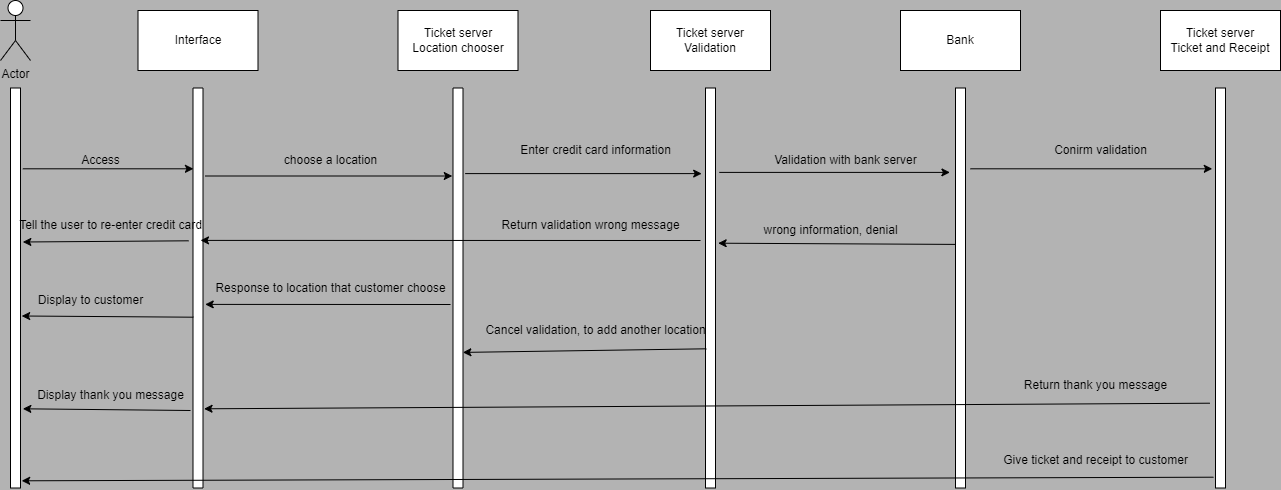 Actor
Interface
Ticket server
Location chooser
Ticket server
Validation
Bank
Ticket server
Ticket and Receipt
Access
choose a location
Enter credit card information
Validation with bank server
Conirm validation
Tell the user to re-enter credit card
Return validation wrong message
wrong information, denial
Response to location that customer choose
Display to customer
Cancel validation, to add another location
Display thank you message
Return thank you message
Give ticket and receipt to customer